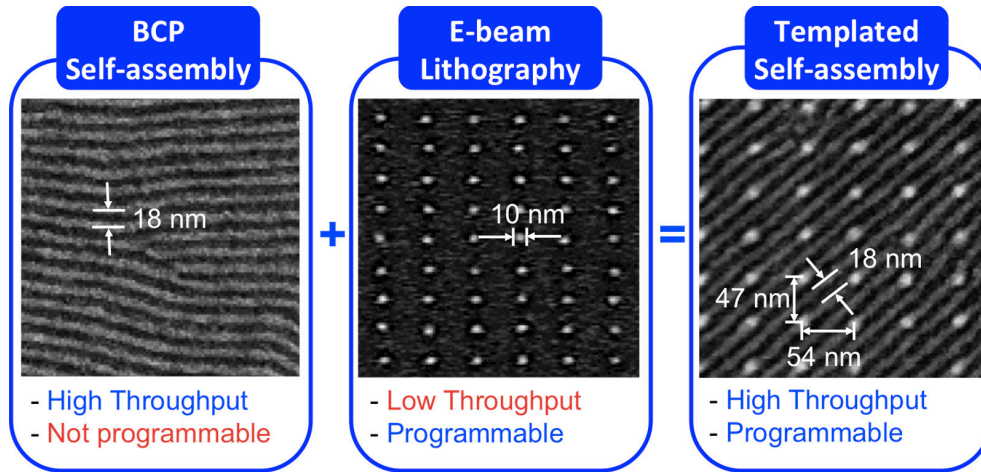 BCP
Self-assembly
18 nm
- High Throughput
- Not programmable
+
E-beam
Lithography
10 nm
- Low Throughput
- Programmable
=
Templated
Self-assembly
18 nm
47 nm
54 nm
- High Throughput
- Programmable